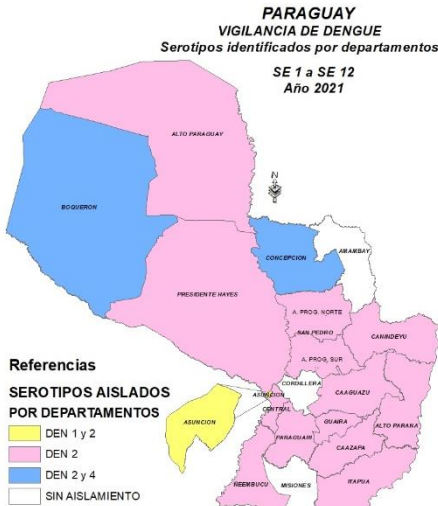 PARAGUAY
VIGILANCIA DE DENGUE
Serotipos identificados por departamentos
SE 1 a SE 12
Año 2021
ALTO PARAGUAY
N
BOQUERON
CONCEPCION
AMAMBAY
PRESIDENTE HAYES
A. PROG. NORTE
SAN PEDRO
CANINDEYU
A. PROG. SUR
CORDILLERA
ASUNCION
CAAGUAZU
CENTRAL
ASUNCION
GUAIRA
ALTO PARANA
PARAGUARI
CAAZAPA
ÑEEMBUCU
MISIONES
ITAPUA
Referencias
SEROTIPOS AISLADOS
POR DEPARTAMENTOS
DEN 1 y 2
DEN 2
DEN 2 y 4
SIN AISLAMIENTO